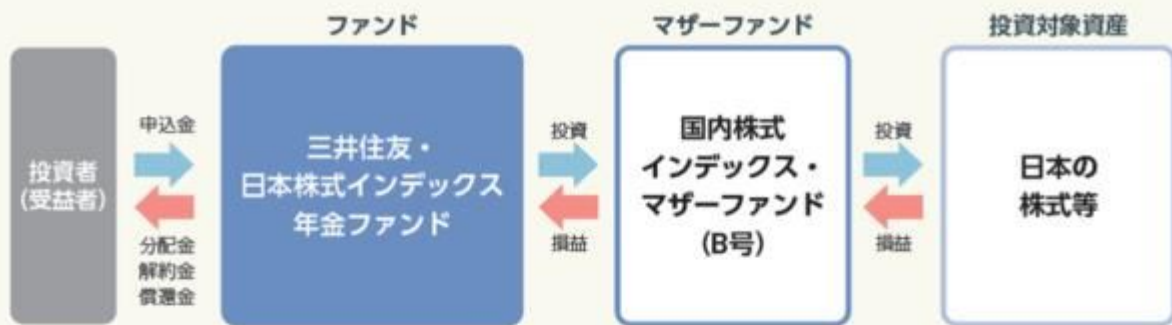 ファンド
マザーファンド
投資対象資産
投資者
(受益者)
申込金
分配金
解約金
償還金
三井住友・
日本株式インデックス
年金ファンド
投資
損益
国内株式
インデックス・
マザーファンド
(B号)
投資
損益
日本の
株式等